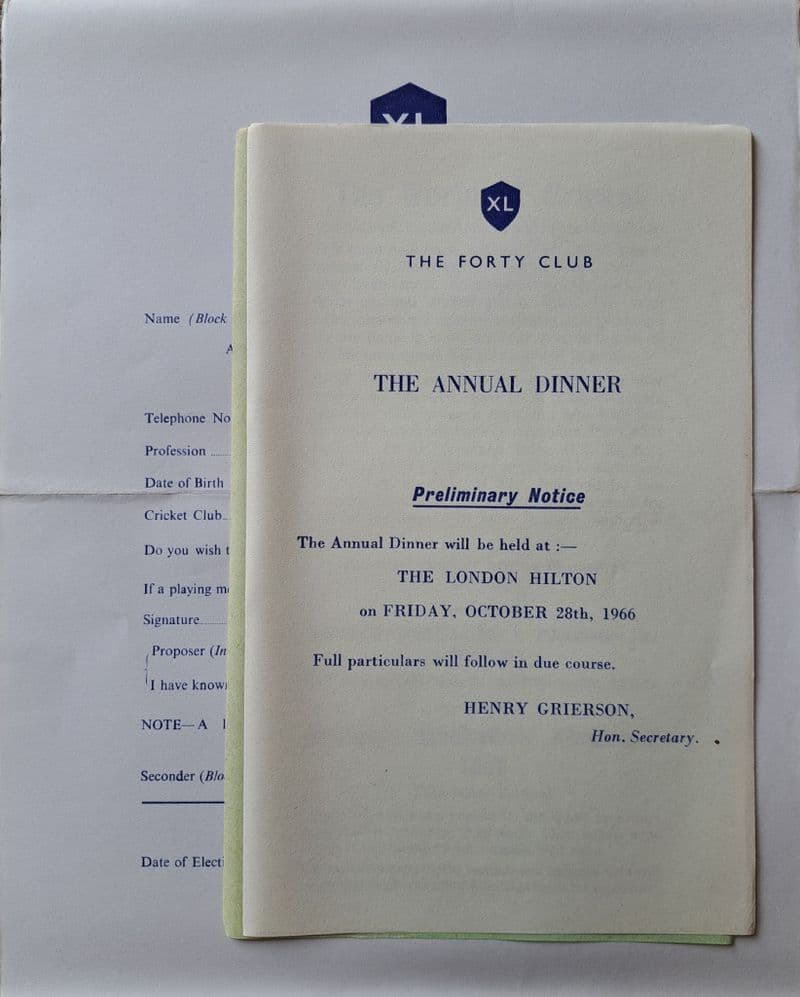 XL
XL
THE FORTY CLUB
THE ANNUAL DINNER
Preliminary Notice
The Annual Dinner will be held at :—
THE LONDON HILTON
on FRIDAY, OCTOBER 28th, 1966
Full particulars will follow in due course.
HENRY GRIERSON,
Hon. Secretary.
Name (Block
A
Telephone No
Profession
Date of Birth
Cricket Club
Do you wish t
If a playing m
Signature
Proposer (In
I have know
NOTE—A
Seconder (Blo
Date of Electi